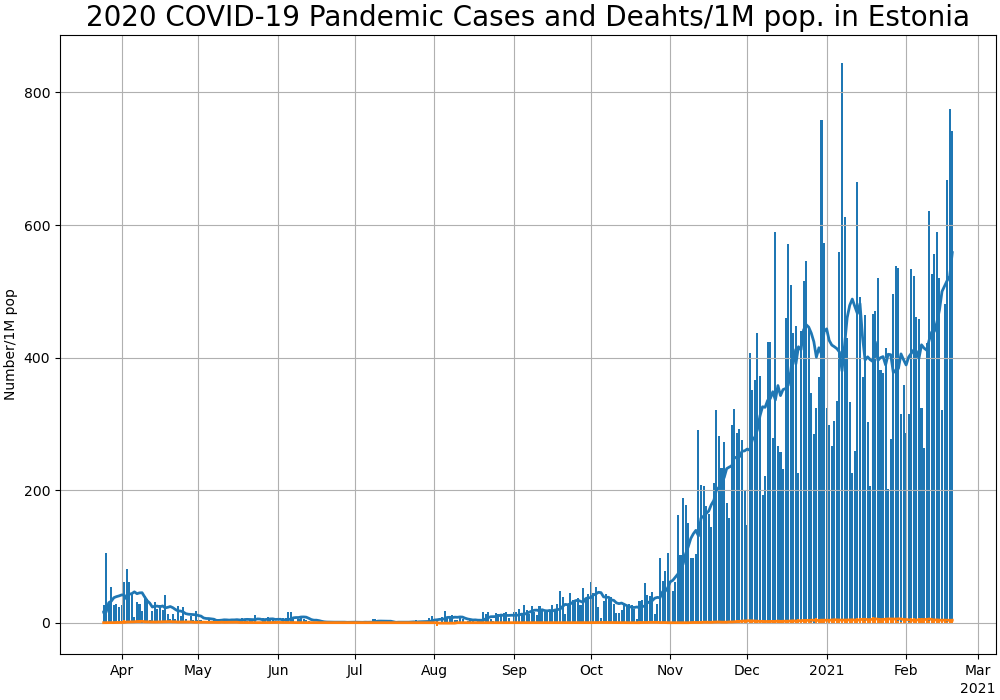 2020 COVID-19 Pandemic Cases and Deahts/1M pop. in Estonia
Number/1M pop
800
600
400
200
0
Apr May Jun Jul Aug Sep Oct Nov Dec 2021 Feb Mar
2021